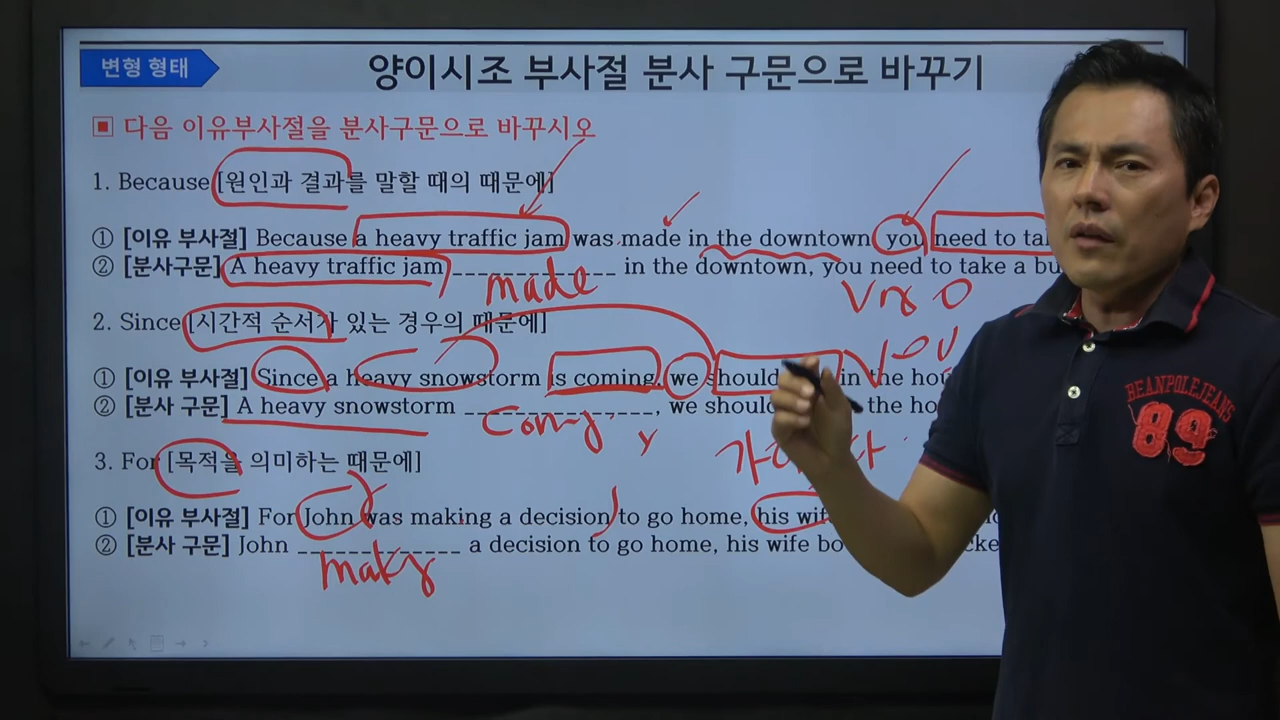 변형 형태
양이시조 부사절 분사 구문으로 바꾸기
▣ 다음 이유부사절을 분사구문으로 바꾸시오
1. Because [원인과 결과를 말할 때의 때문에]
① [이유 부사절] Because a heavy traffic jam was made in the downtown you need to
② [분사구문] A heavy traffic jam _____________ in the downtown, you need to take a
made
2. Since [시간적 순서가 있는 경우의 때문에]
① [이유 부사절] Since a heavy snowstorm is coming, we should in the
② [분사 구문] A heavy snowstorm _______________, we should the
3. For [목적을 의미하는 때문에]
① [이유 부사절] For John was making a decision to go home, his
② [분사 구문] John _____________ a decision to go home, his wife
BEANPOLEJEANS
89